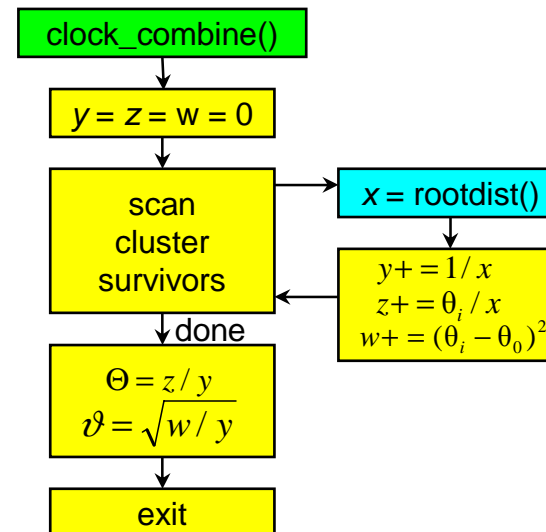 clock_combine()
y = z = w = 0
scan
cluster
survivors
x = rootdist()
y+ = 1/ x
z+ = θᵢ / x
w+ = (θᵢ − θ₀)²
done
Θ = z / y
ϑ = √(w / y)
exit